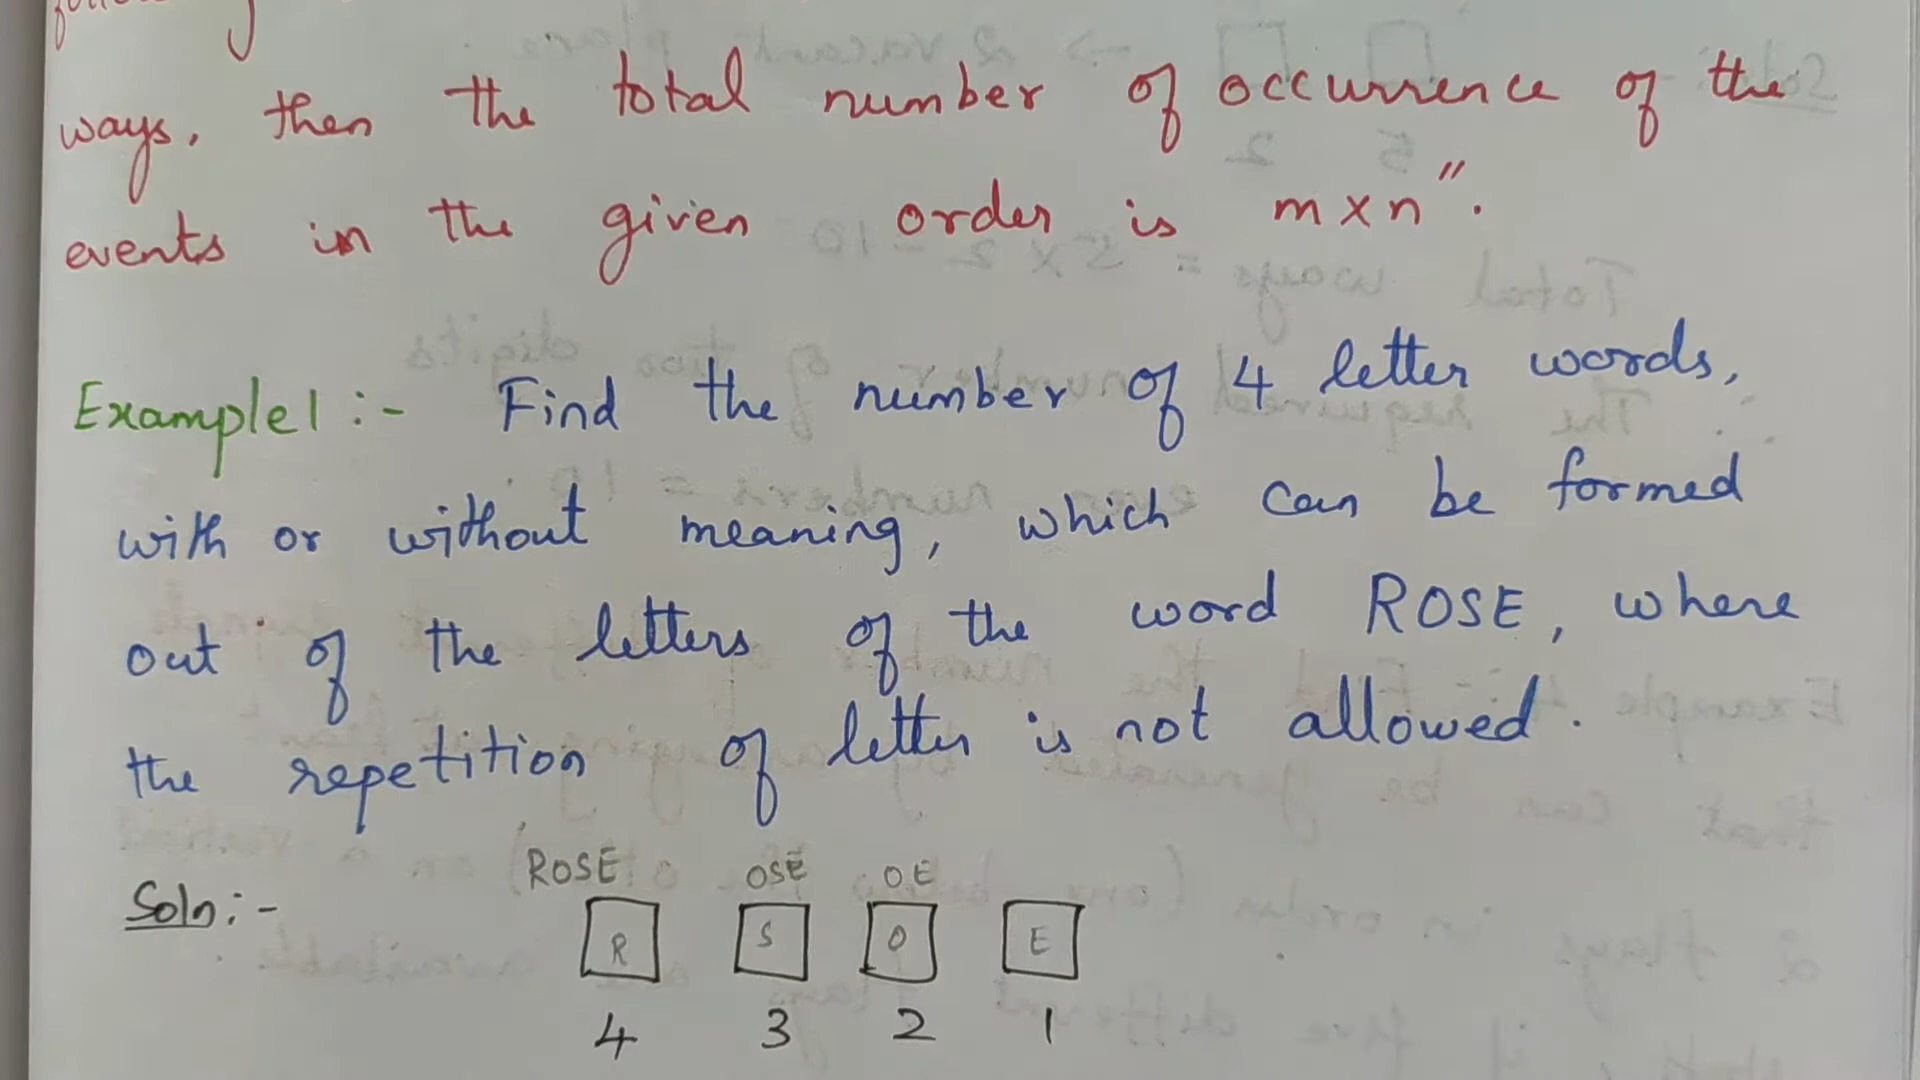 ways, then the total number of occurrence of the
events in the given order is m×n".
Example1 :- Find the number of 4 letter words,
with or without meaning, which can be formed
out of the letters of the word ROSE, where
the repetition of letter is not allowed.
ROSE OSE OE
Soln:- R S O E
4 3 2 1